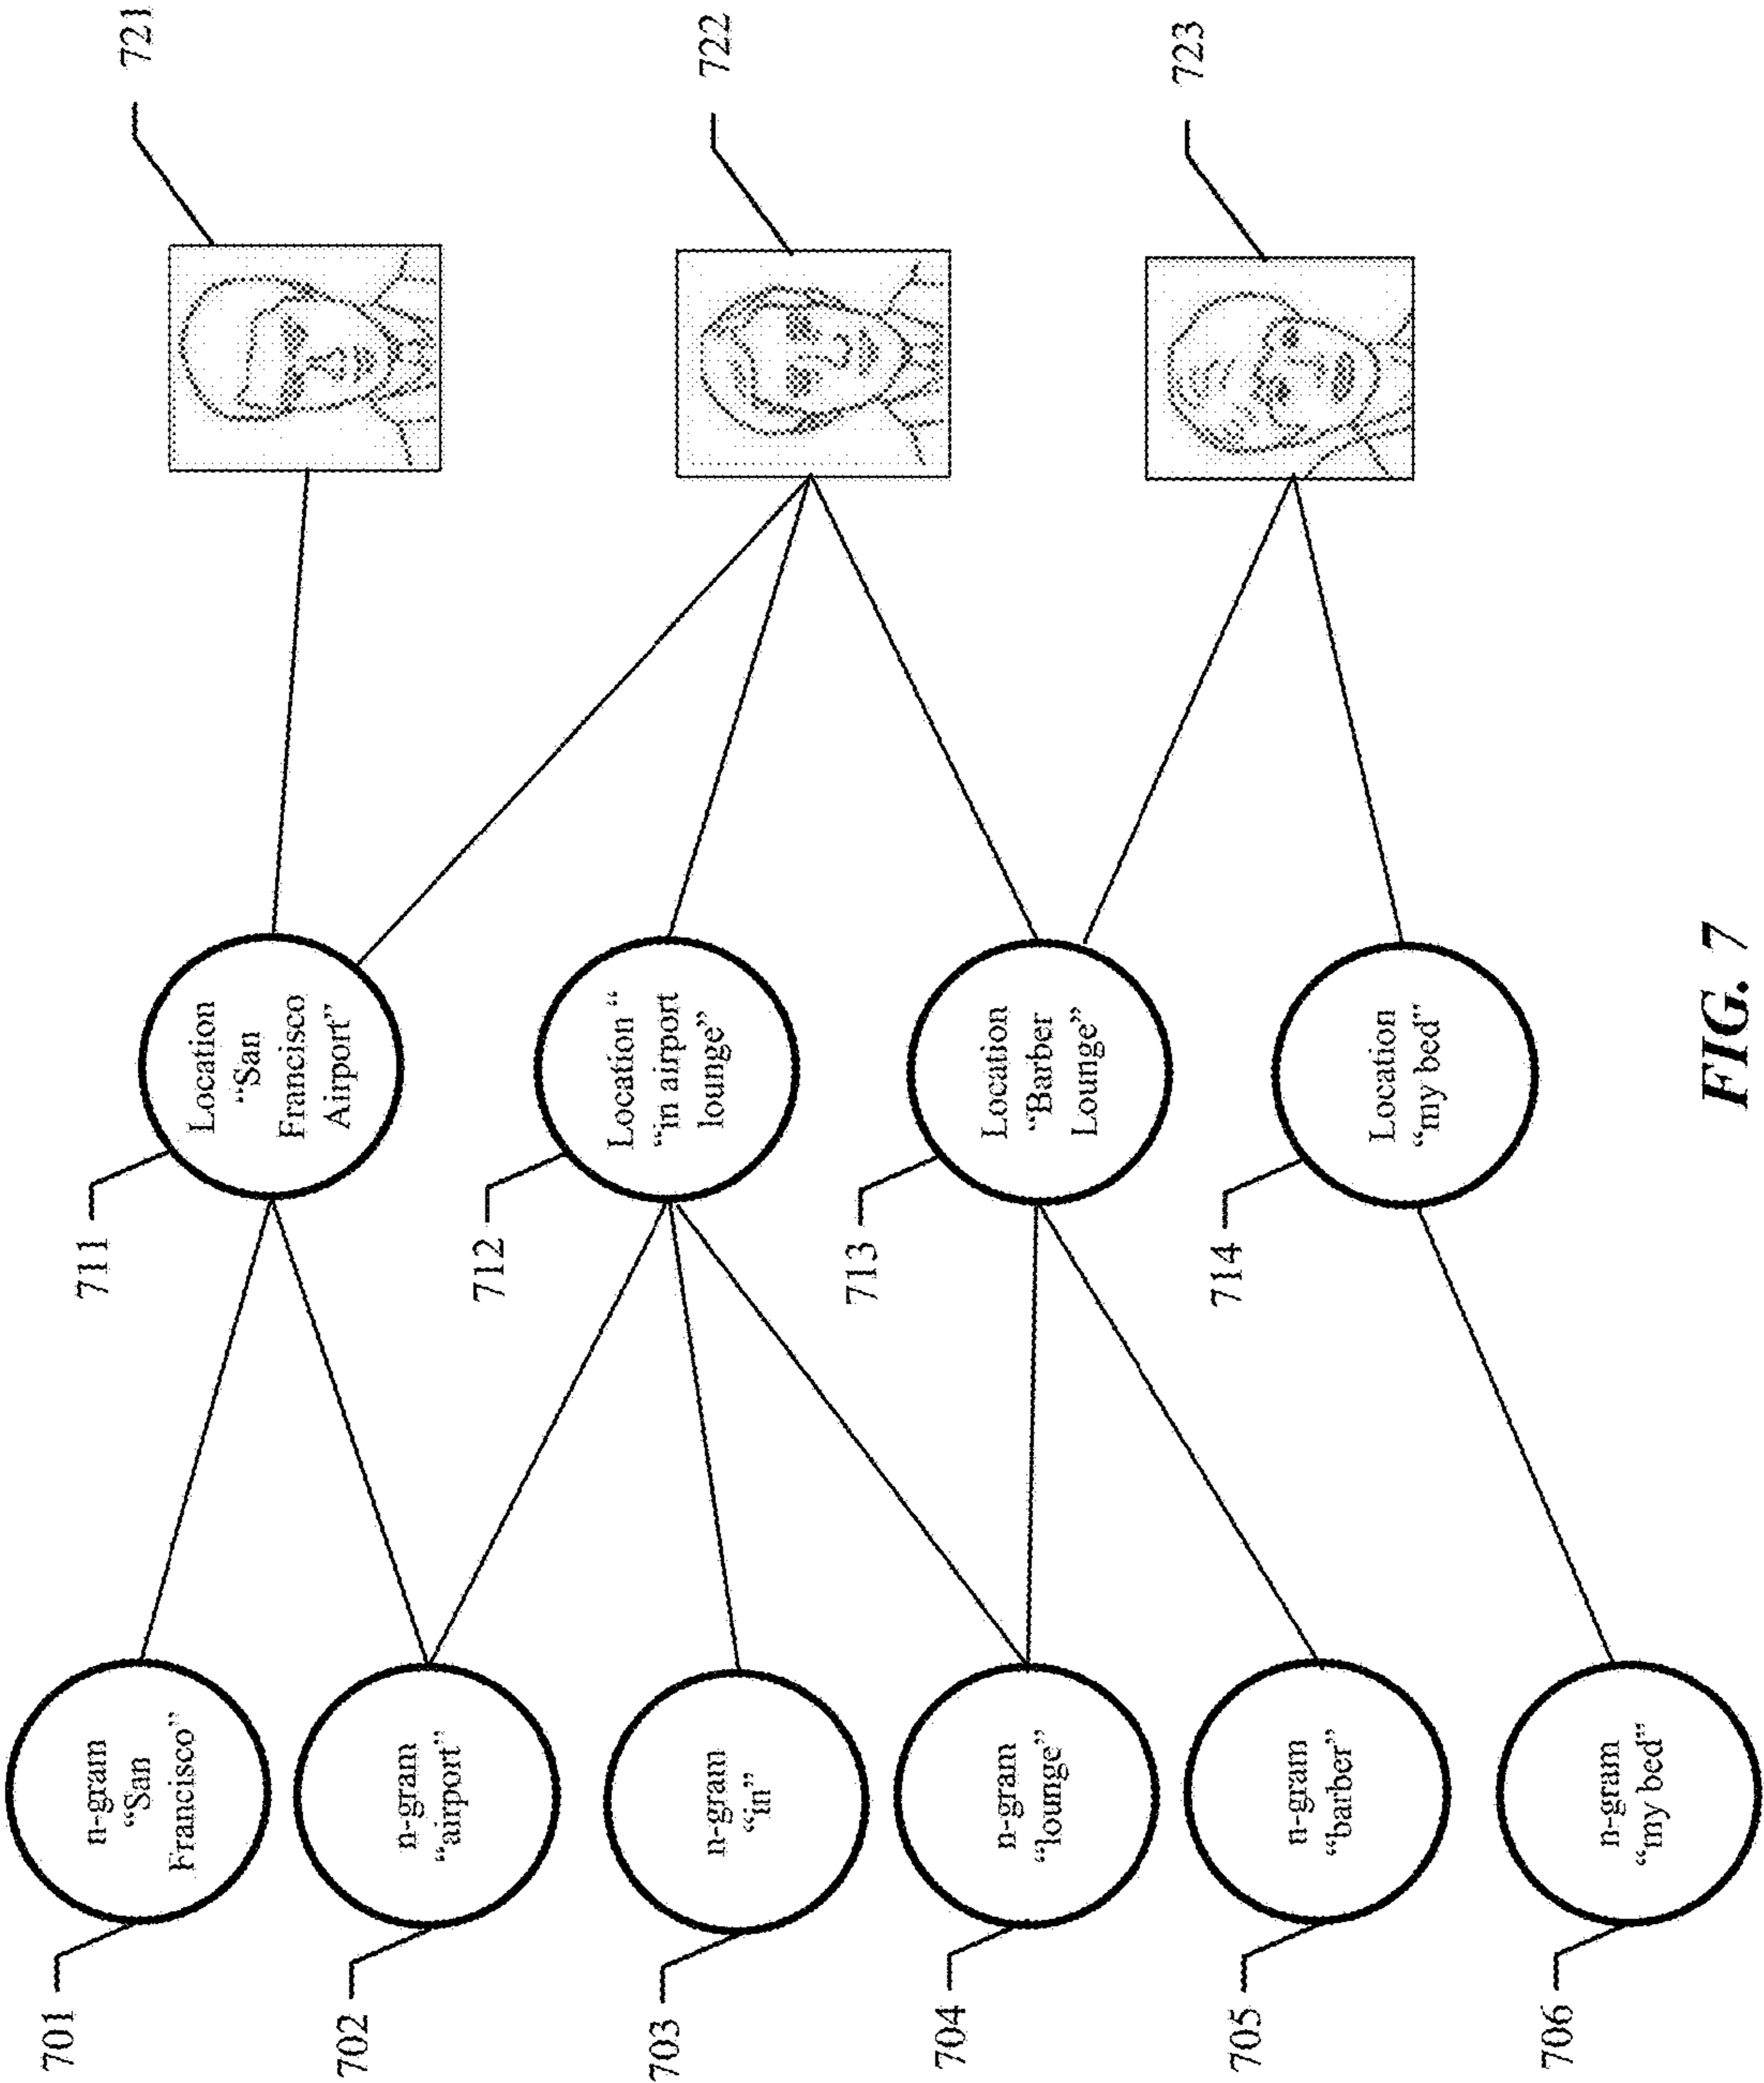 701
n-gram
“San
Francisco”
702
n-gram
“airport”
703
n-gram
“in”
704
n-gram
“lounge”
705
n-gram
“barber”
706
n-gram
“my bed”
711
Location
“San
Francisco
Airport”
712
Location “
“in airport
lounge”
713
Location
“Barber
Lounge”
714
Location
“my bed”
721
722
723
FIG. 7